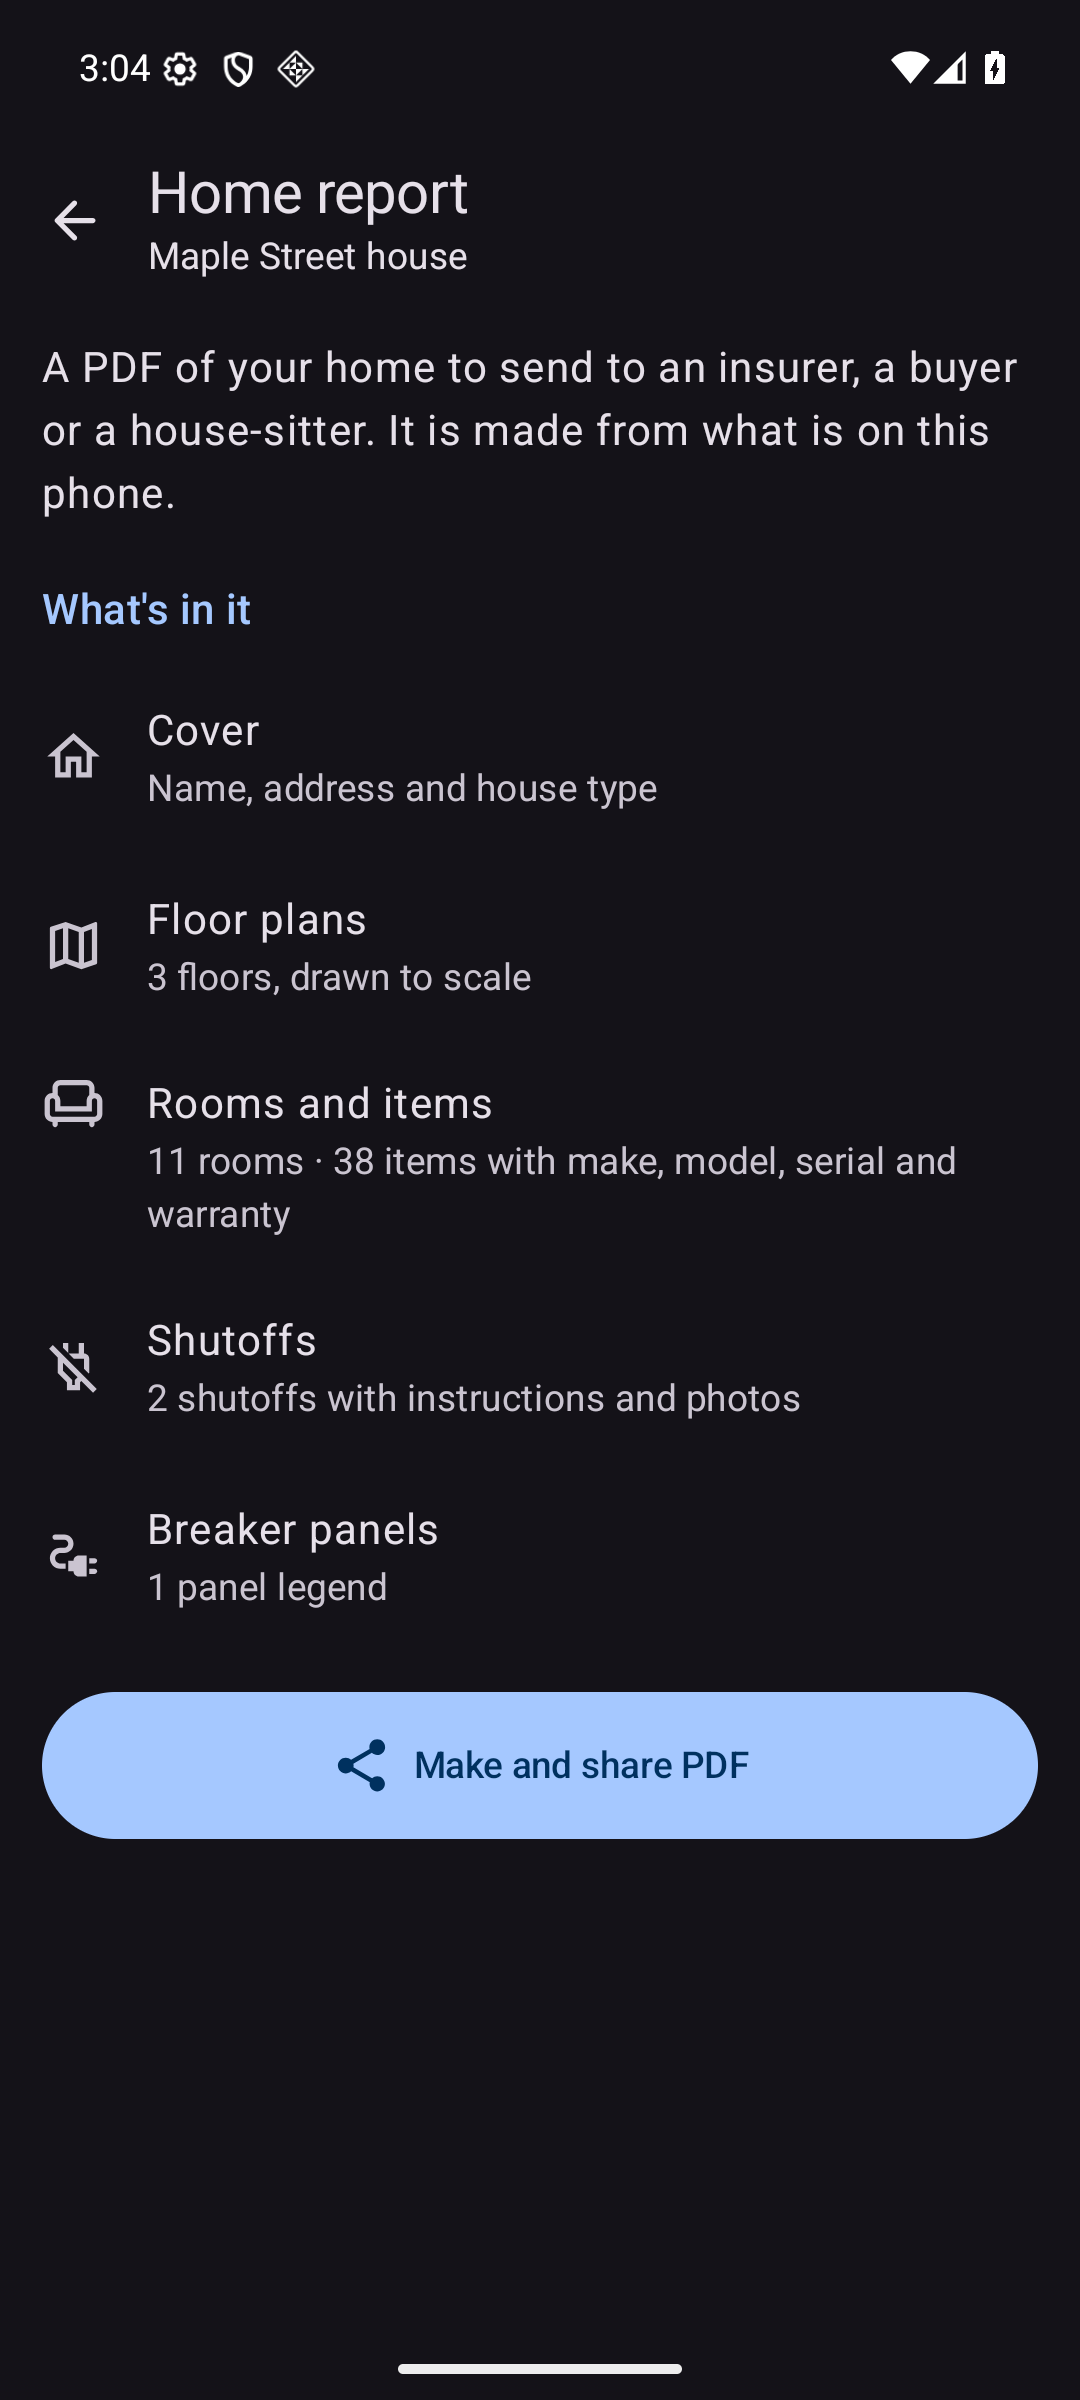 3:04
Home report
Maple Street house
A PDF of your home to send to an insurer, a buyer
or a house-sitter. It is made from what is on this
phone.
What's in it
Cover
Name, address and house type
Floor plans
3 floors, drawn to scale
Rooms and items
11 rooms · 38 items with make, model, serial and
warranty
Shutoffs
2 shutoffs with instructions and photos
Breaker panels
1 panel legend
Make and share PDF